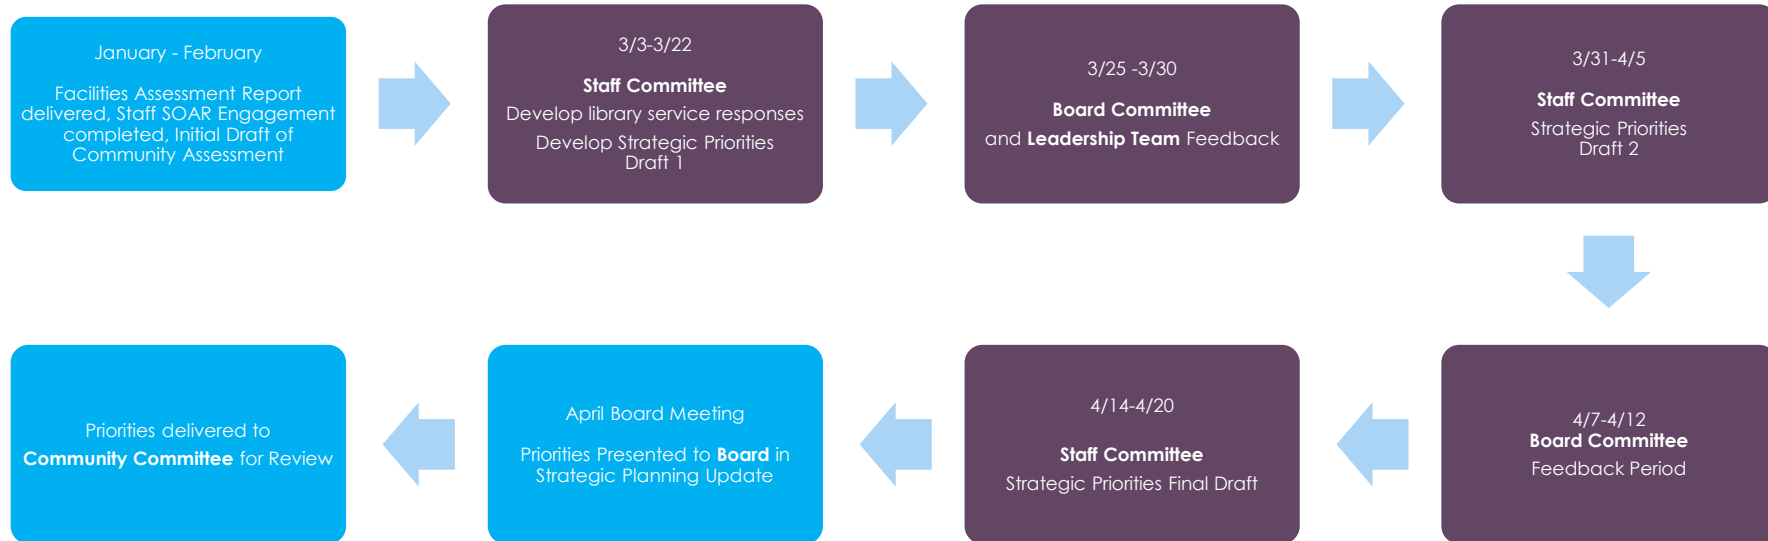 January - February
Facilities Assessment Report
delivered, Staff SOAR Engagement
completed, Initial Draft of
Community Assessment
3/3-3/22
Staff Committee
Develop library service responses
Develop Strategic Priorities
Draft 1
3/25 -3/30
Board Committee
and Leadership Team Feedback
3/31-4/5
Staff Committee
Strategic Priorities
Draft 2
4/7-4/12
Board Committee
Feedback Period
4/14-4/20
Staff Committee
Strategic Priorities Final Draft
April Board Meeting
Priorities Presented to Board in
Strategic Planning Update
Priorities delivered to
Community Committee for Review